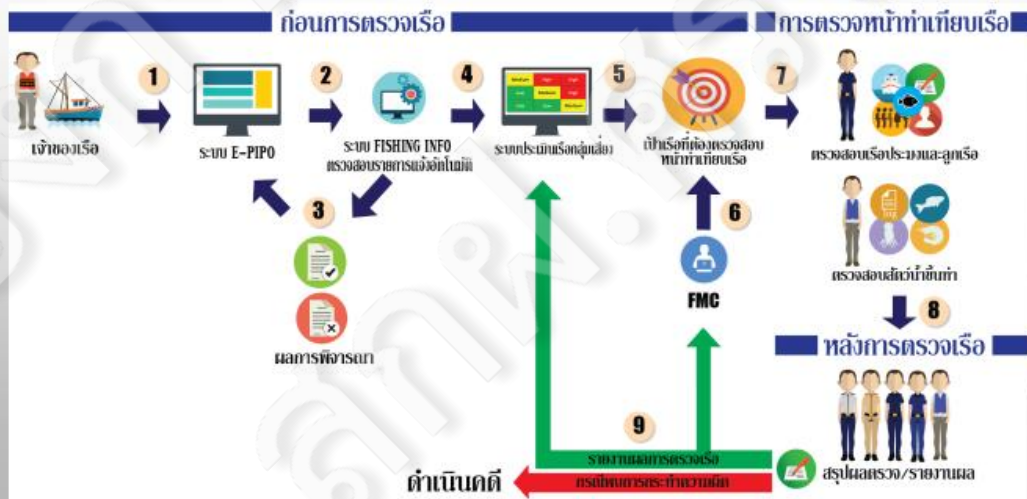 ก่อนการตรวจเรือ
การตรวจหน้าท่าเทียบเรือ
1
2
4
5
7
เจ้าของเรือ
ระบบ E-PIPO
ระบบ FISHING INFO
ตรวจสอบรายการแจ้งอัตโนมัติ
ระบบประเมินเรือกลุ่มเสี่ยง
เป้าเรือที่ต้องตรวจสอบ
หน้าท่าเทียบเรือ
ตรวจสอบเรือประมงและลูกเรือ
3
6
FMC
ผลการพิจารณา
ตรวจสอบสัตว์น้ำขึ้นท่า
8
หลังการตรวจเรือ
9
รายงานผลการตรวจเรือ
กรณีพบการกระทำความผิด
ดำเนินคดี
สรุปผลตรวจ/รายงานผล